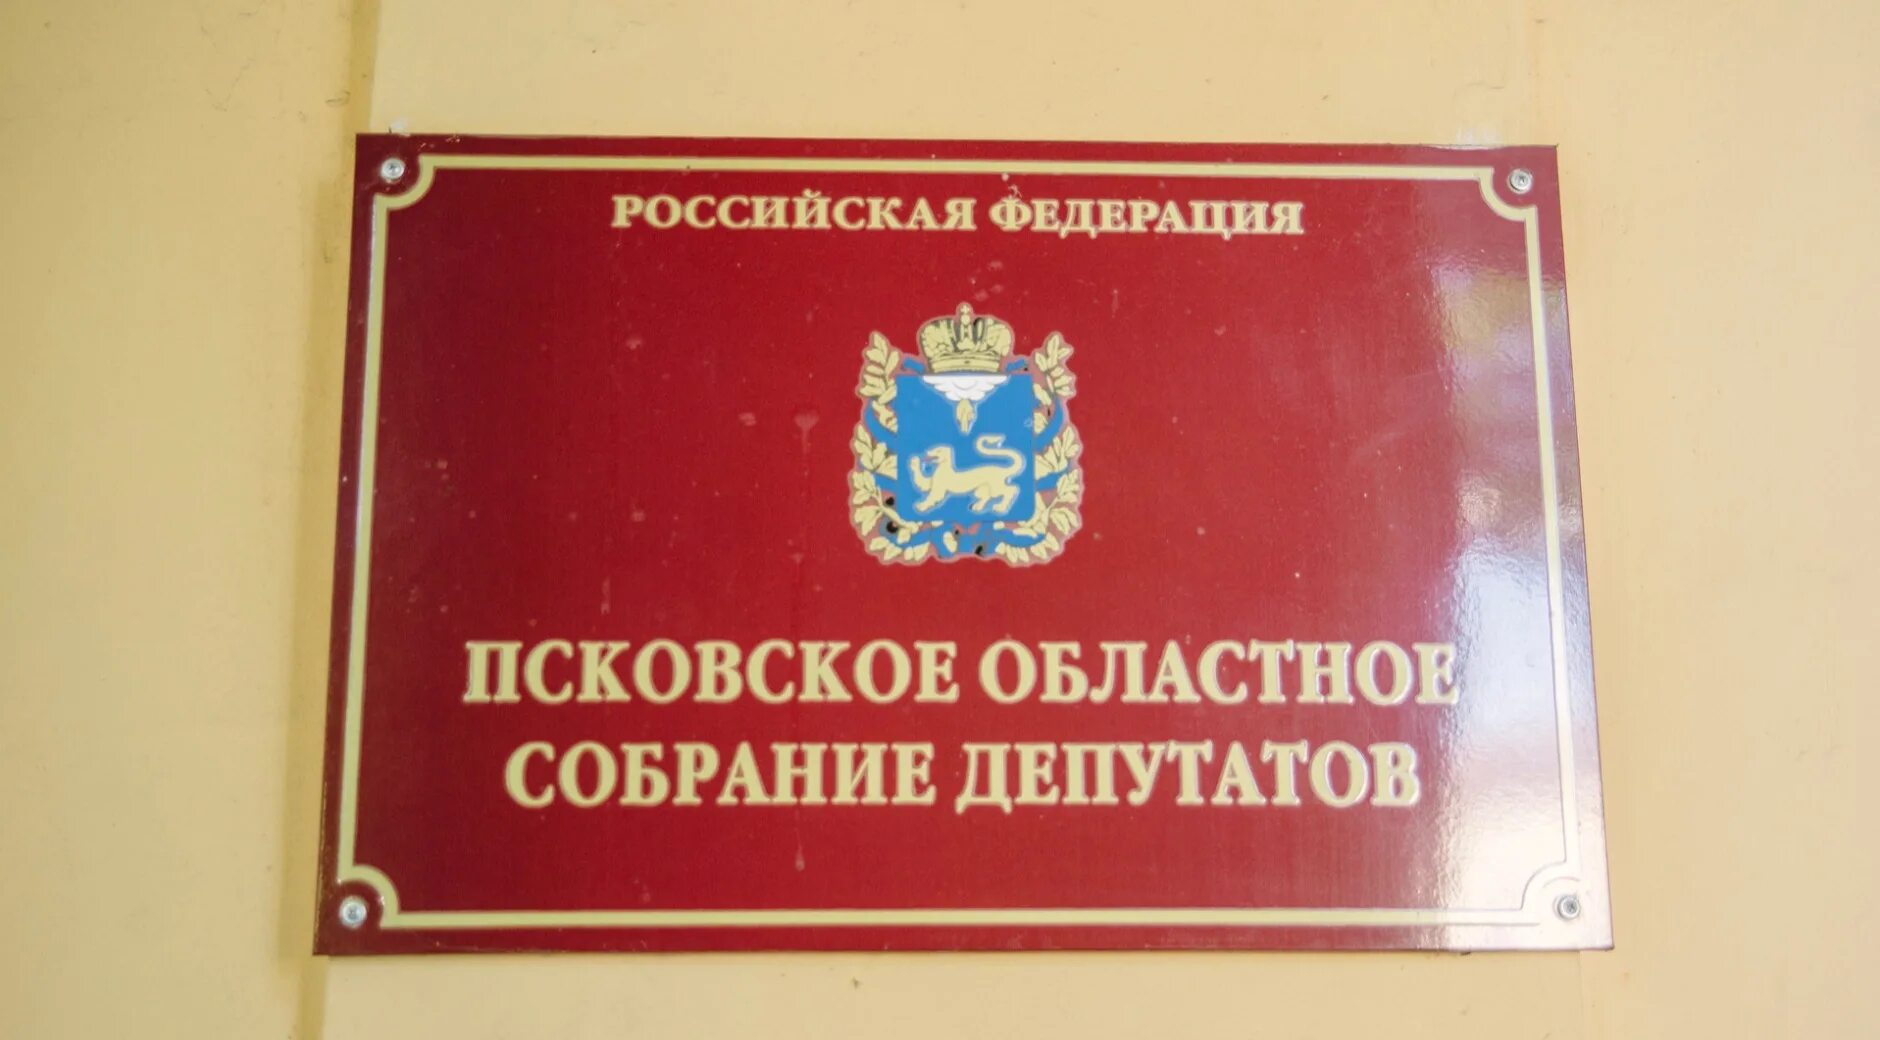 РОССИЙСКАЯ ФЕДЕРАЦИЯ
ПСКОВСКОЕ ОБЛАСТНОЕ
СОБРАНИЕ ДЕПУТАТОВ